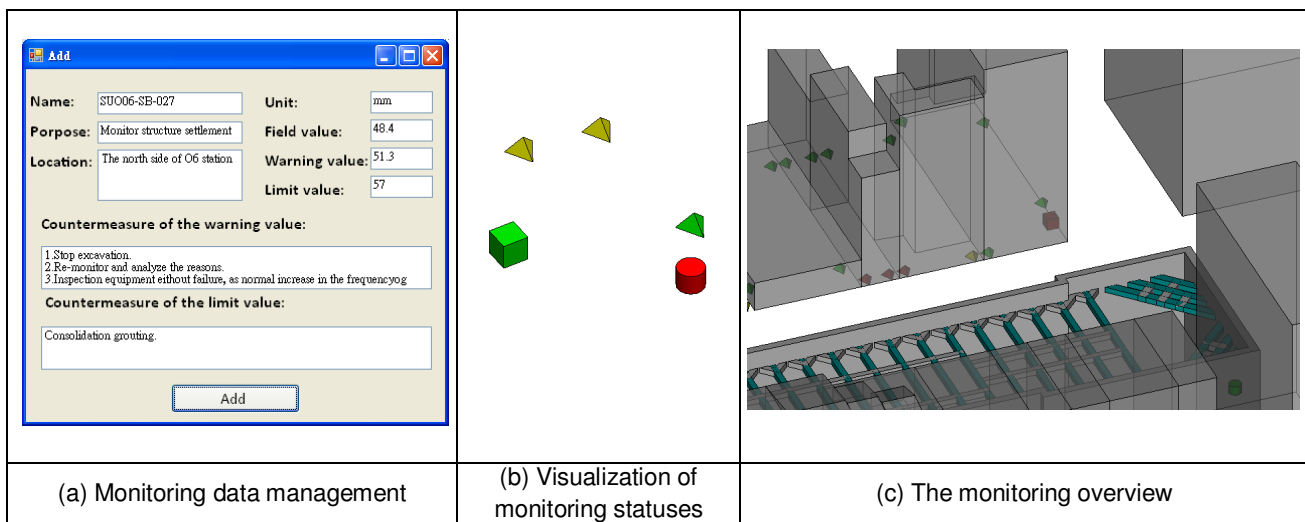 Add
Name: SUO06-SB-027 Unit: mm
Porpose: Monitor structure settlement Field value: 48.4
Location: The north side of O6 station Warning value: 51.3
Limit value: 57
Countermeasure of the warning value:
1.Stop excavation.
2.Re-monitor and analyze the reasons.
3.Inspection equipment eithout failure, as normal increase in the frequencyog
Countermeasure of the limit value:
Consolidation grouting.
Add
(a) Monitoring data management
(b) Visualization of
monitoring statuses
(c) The monitoring overview